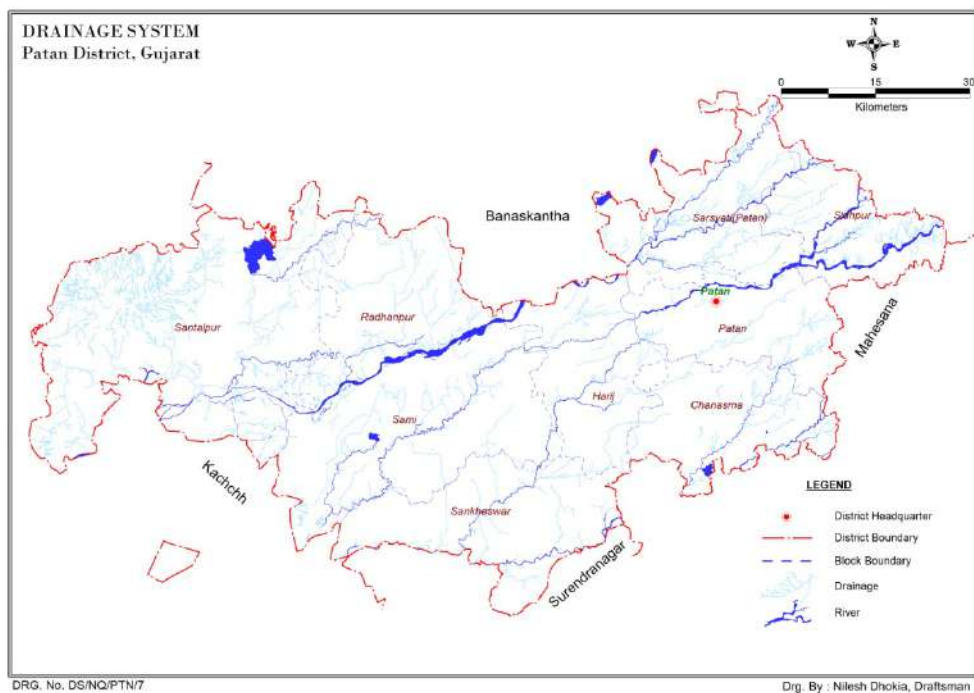 DRAINAGE SYSTEM
Patan District, Gujarat
N
W E
S
0 15 30
Kilometers
Banaskantha
Sarsyati(Patan)
Sidhpur
Patan
Santalpur
Radhanpur
Patan
Mahesana
Harij
Chanasma
Sami
Kachchh
Sankheswar
Surendranagar
LEGEND
District Headquarter
District Boundary
Block Boundary
Drainage
River
DRG. No. DS/NQ/PTN/7
Drg. By : Nilesh Dhokia, Draftsman